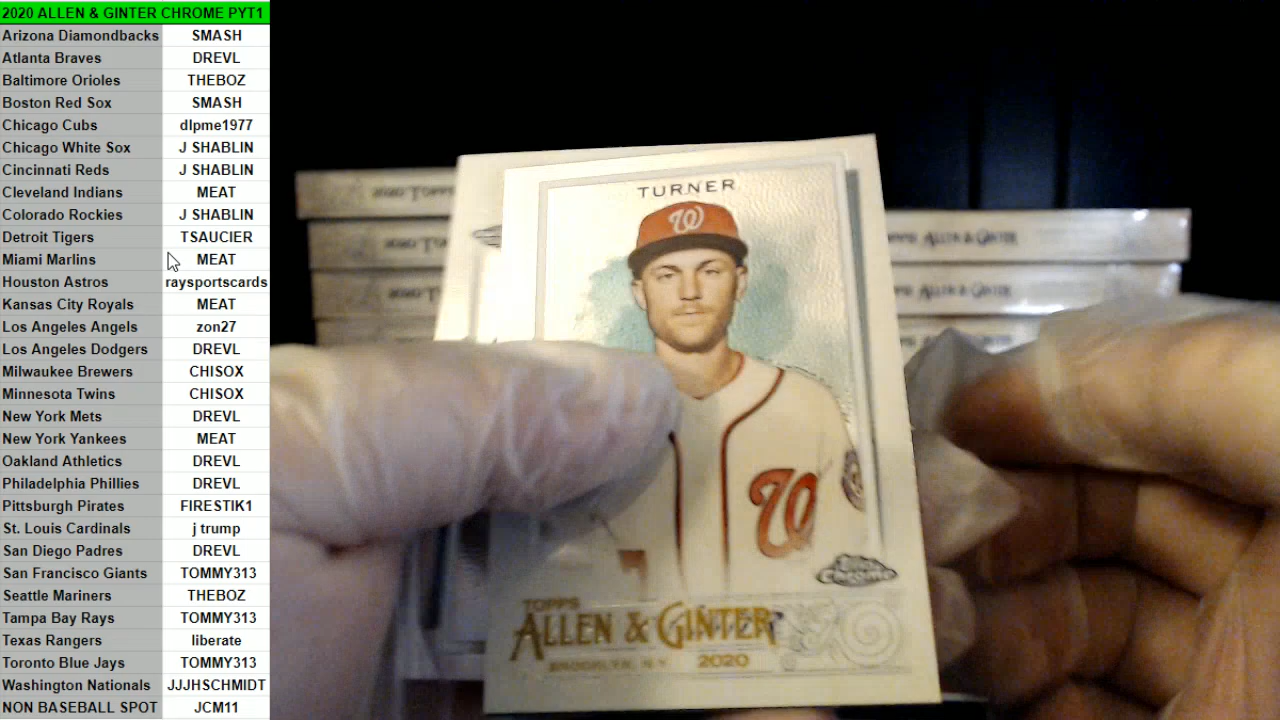 2020 ALLEN & GINTER CHROME PYT1
Arizona Diamondbacks SMASH
Atlanta Braves DREVL
Baltimore Orioles THEBOZ
Boston Red Sox SMASH
Chicago Cubs dlpme1977
Chicago White Sox J SHABLIN
Cincinnati Reds J SHABLIN
Cleveland Indians MEAT
Colorado Rockies J SHABLIN
Detroit Tigers TSAUCIER
Miami Marlins MEAT
Houston Astros raysportscards
Kansas City Royals MEAT
Los Angeles Angels zon27
Los Angeles Dodgers DREVL
Milwaukee Brewers CHISOX
Minnesota Twins CHISOX
New York Mets DREVL
New York Yankees MEAT
Oakland Athletics DREVL
Philadelphia Phillies DREVL
Pittsburgh Pirates FIRESTIK1
St. Louis Cardinals j trump
San Diego Padres DREVL
San Francisco Giants TOMMY313
Seattle Mariners THEBOZ
Tampa Bay Rays TOMMY313
Texas Rangers liberate
Toronto Blue Jays TOMMY313
Washington Nationals JJJHSCHMIDT
NON BASEBALL SPOT JCM11
TURNER
W
W
Topps Chrome
TOPPS
ALLEN & GINTER
BROOKLYN, N.Y. 2020
ALLEN & GINTER
ALLEN & GINTER